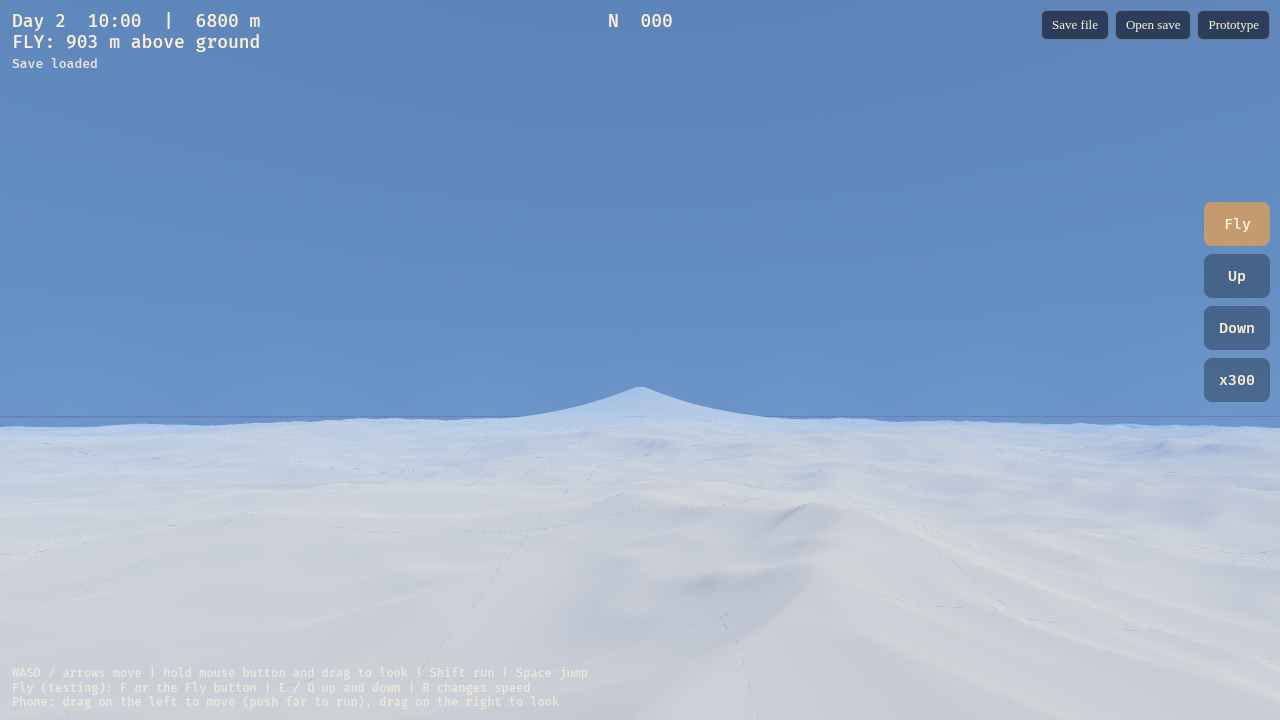 Day 2  10:00  |  6800 m
FLY: 903 m above ground
Save loaded
N  000
Save file
Open save
Prototype
Fly
Up
Down
x300
WASD / arrows move | hold mouse button and drag to look | Shift run | Space jump
Fly (testing): F or the Fly button | E / Q up and down | R changes speed
Phone: drag on the left to move (push far to run), drag on the right to look